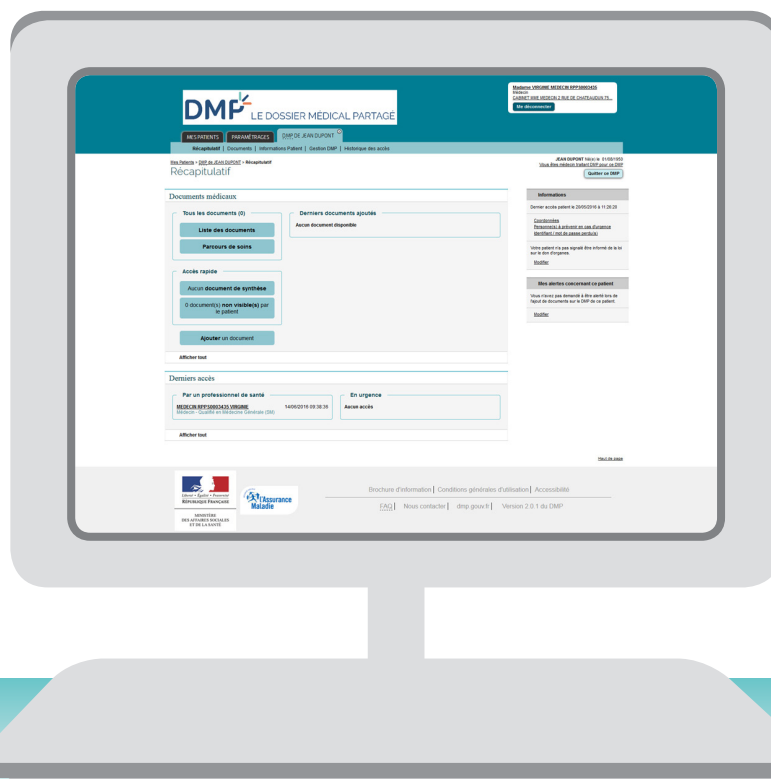 DMP LE DOSSIER MÉDICAL PARTAGÉ
Madame VIRGINIE MEDECIN RPPS0003435
Médecin
CABINET MME MEDECIN 2 RUE DE CHATEAUDUN 75...
Me déconnecter
MES PATIENTS
PARAMÉTRAGES
DMP DE JEAN DUPONT
Récapitulatif | Documents | Informations Patient | Gestion DMP | Historique des accès
Mes Patients > DMP de JEAN DUPONT > Récapitulatif
Récapitulatif
JEAN DUPONT Né(e) le 01/08/1950
Vous êtes médecin traitant DMP pour ce DMP
Quitter ce DMP
Documents médicaux
Tous les documents (0)
Liste des documents
Parcours de soins
Derniers documents ajoutés
Aucun document disponible
Accès rapide
Aucun document de synthèse
0 document(s) non visible(s) par
le patient
Ajouter un document
Afficher tout
Derniers accès
Par un professionnel de santé
MEDECIN RPPS0003435 VIRGINIE
14/06/2016 09:38:36
Médecin - Qualifié en Médecine Générale (SM)
En urgence
Aucun accès
Afficher tout
Informations
Dernier accès patient le 20/05/2016 à 11:26:20
Coordonnées
Personne(s) à prévenir en cas d'urgence
Identifiant / mot de passe perdu(s)
Votre patient n'a pas signalé être informé de la loi
sur le don d'organes.
Modifier
Mes alertes concernant ce patient
Vous n'avez pas demandé à être alerté lors de
l'ajout de documents sur le DMP de ce patient.
Modifier
Haut de page
Liberté • Égalité • Fraternité
RÉPUBLIQUE FRANÇAISE
MINISTÈRE
DES AFFAIRES SOCIALES
ET DE LA SANTÉ
l'Assurance
Maladie
Brochure d'information | Conditions générales d'utilisation | Accessibilité
FAQ | Nous contacter | dmp.gouv.fr | Version 2.0.1 du DMP